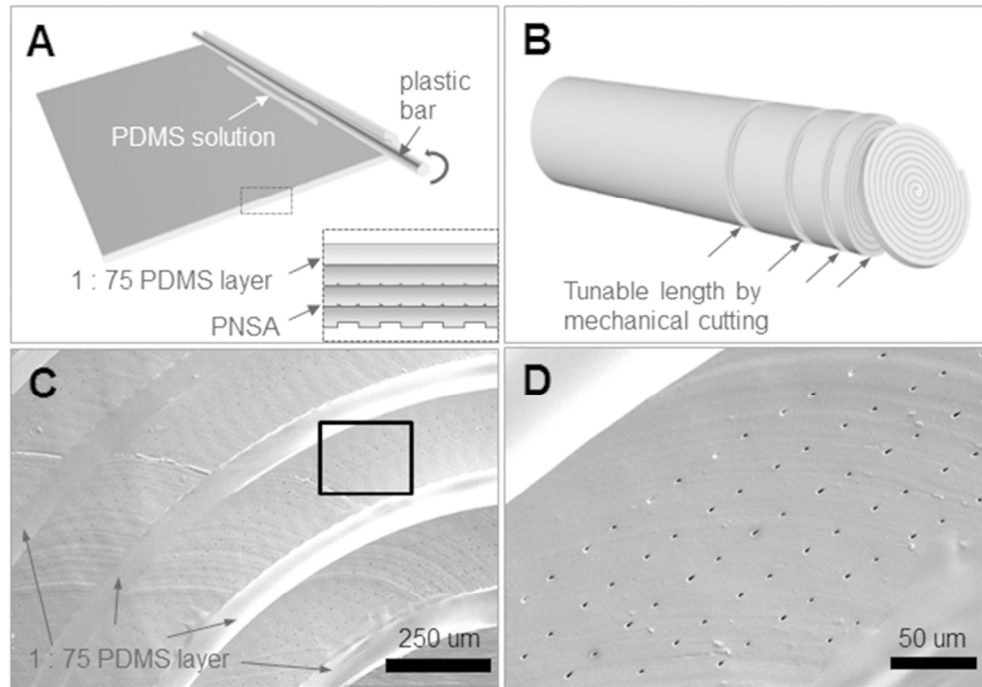 A
plastic
bar
PDMS solution
1 : 75 PDMS layer
PNSA
B
Tunable length by
mechanical cutting
C
1 : 75 PDMS layer
250 um
D
50 um